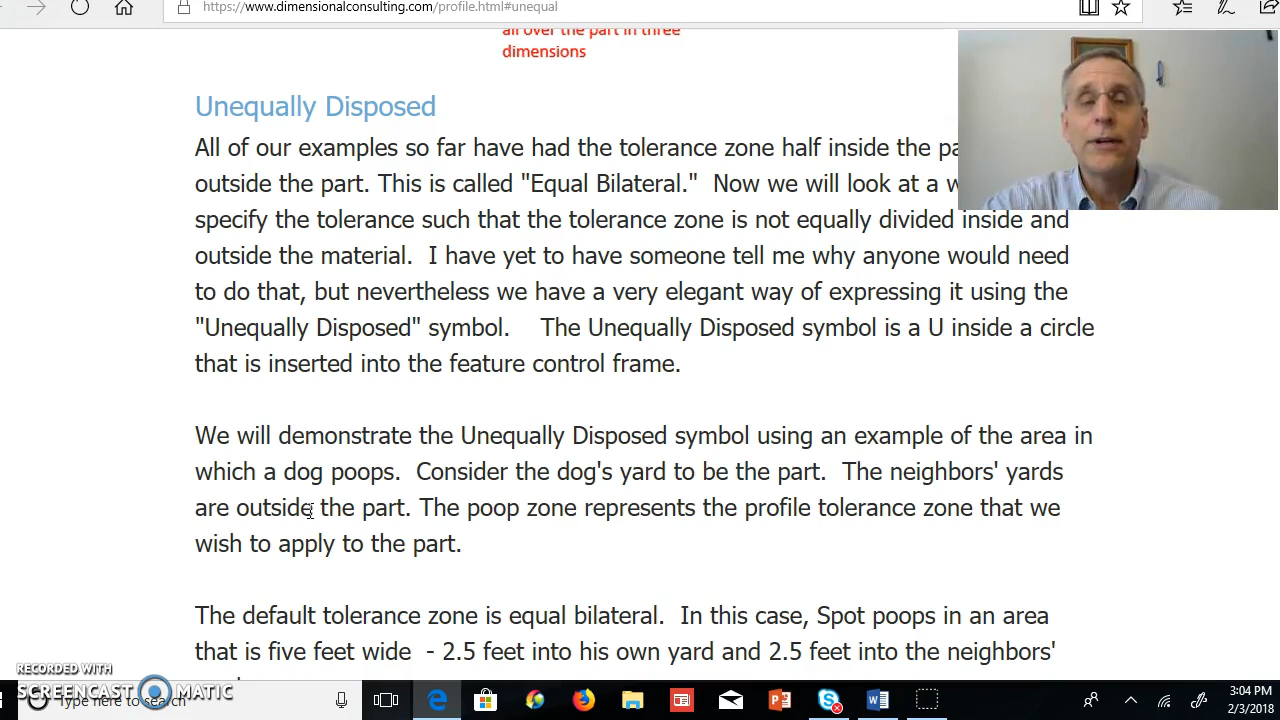 https://www.dimensionalconsulting.com/profile.html#unequal
all over the part in three
dimensions
Unequally Disposed
All of our examples so far have had the tolerance zone half inside the
outside the part. This is called "Equal Bilateral." Now we will look at a
specify the tolerance such that the tolerance zone is not equally divided inside and
outside the material. I have yet to have someone tell me why anyone would need
to do that, but nevertheless we have a very elegant way of expressing it using the
"Unequally Disposed" symbol. The Unequally Disposed symbol is a U inside a circle
that is inserted into the feature control frame.
We will demonstrate the Unequally Disposed symbol using an example of the area in
which a dog poops. Consider the dog's yard to be the part. The neighbors' yards
are outside the part. The poop zone represents the profile tolerance zone that we
wish to apply to the part.
The default tolerance zone is equal bilateral. In this case, Spot poops in an area
that is five feet wide - 2.5 feet into his own yard and 2.5 feet into the neighbors'
RECORDED WITH
SCREENCAST MATIC
Type here to search
3:04 PM
2/3/2018